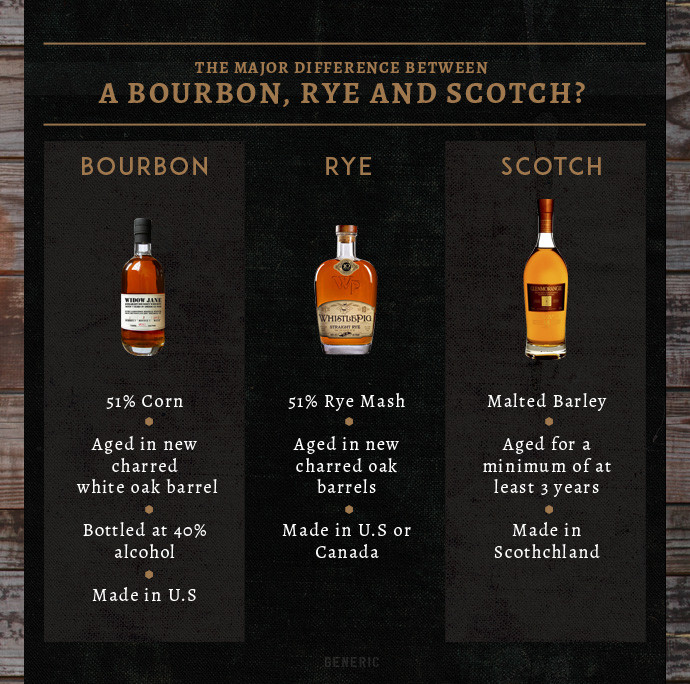 THE MAJOR DIFFERENCE BETWEEN
A BOURBON, RYE AND SCOTCH?
BOURBON
RYE
SCOTCH
WIDOW JANE
WP
WHISTLEPIG
STRAIGHT RYE
GLENMORANGIE
51% Corn
Aged in new
charred
white oak barrel
Bottled at 40%
alcohol
Made in U.S
51% Rye Mash
Aged in new
charred oak
barrels
Made in U.S or
Canada
Malted Barley
Aged for a
minimum of at
least 3 years
Made in
Scothchland
GENERIC